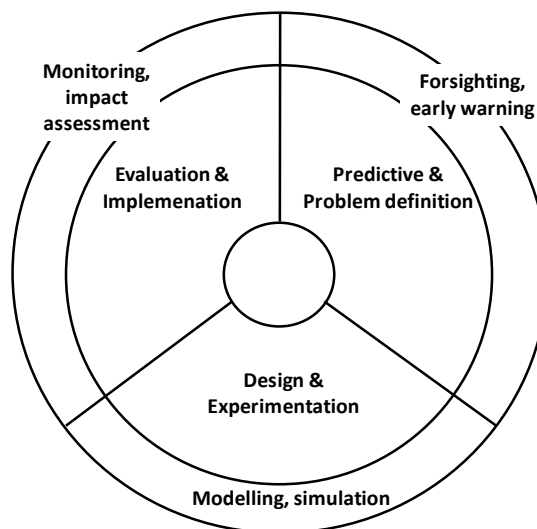 Monitoring,
impact
assessment
Forsighting,
early warning
Evaluation &
Implemenation
Predictive &
Problem definition
Design &
Experimentation
Modelling, simulation